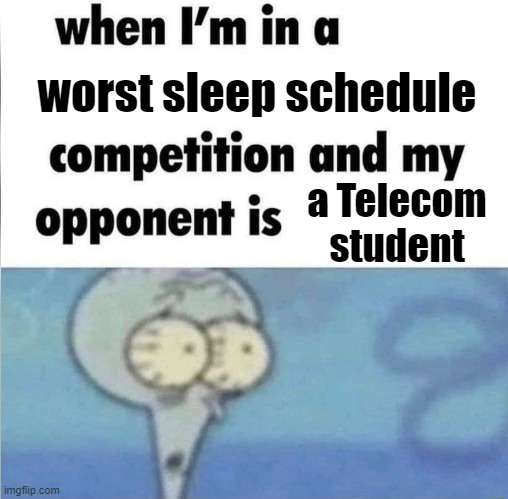 when I'm in a
worst sleep schedule
competition and my
opponent is a Telecom
student
imgflip.com